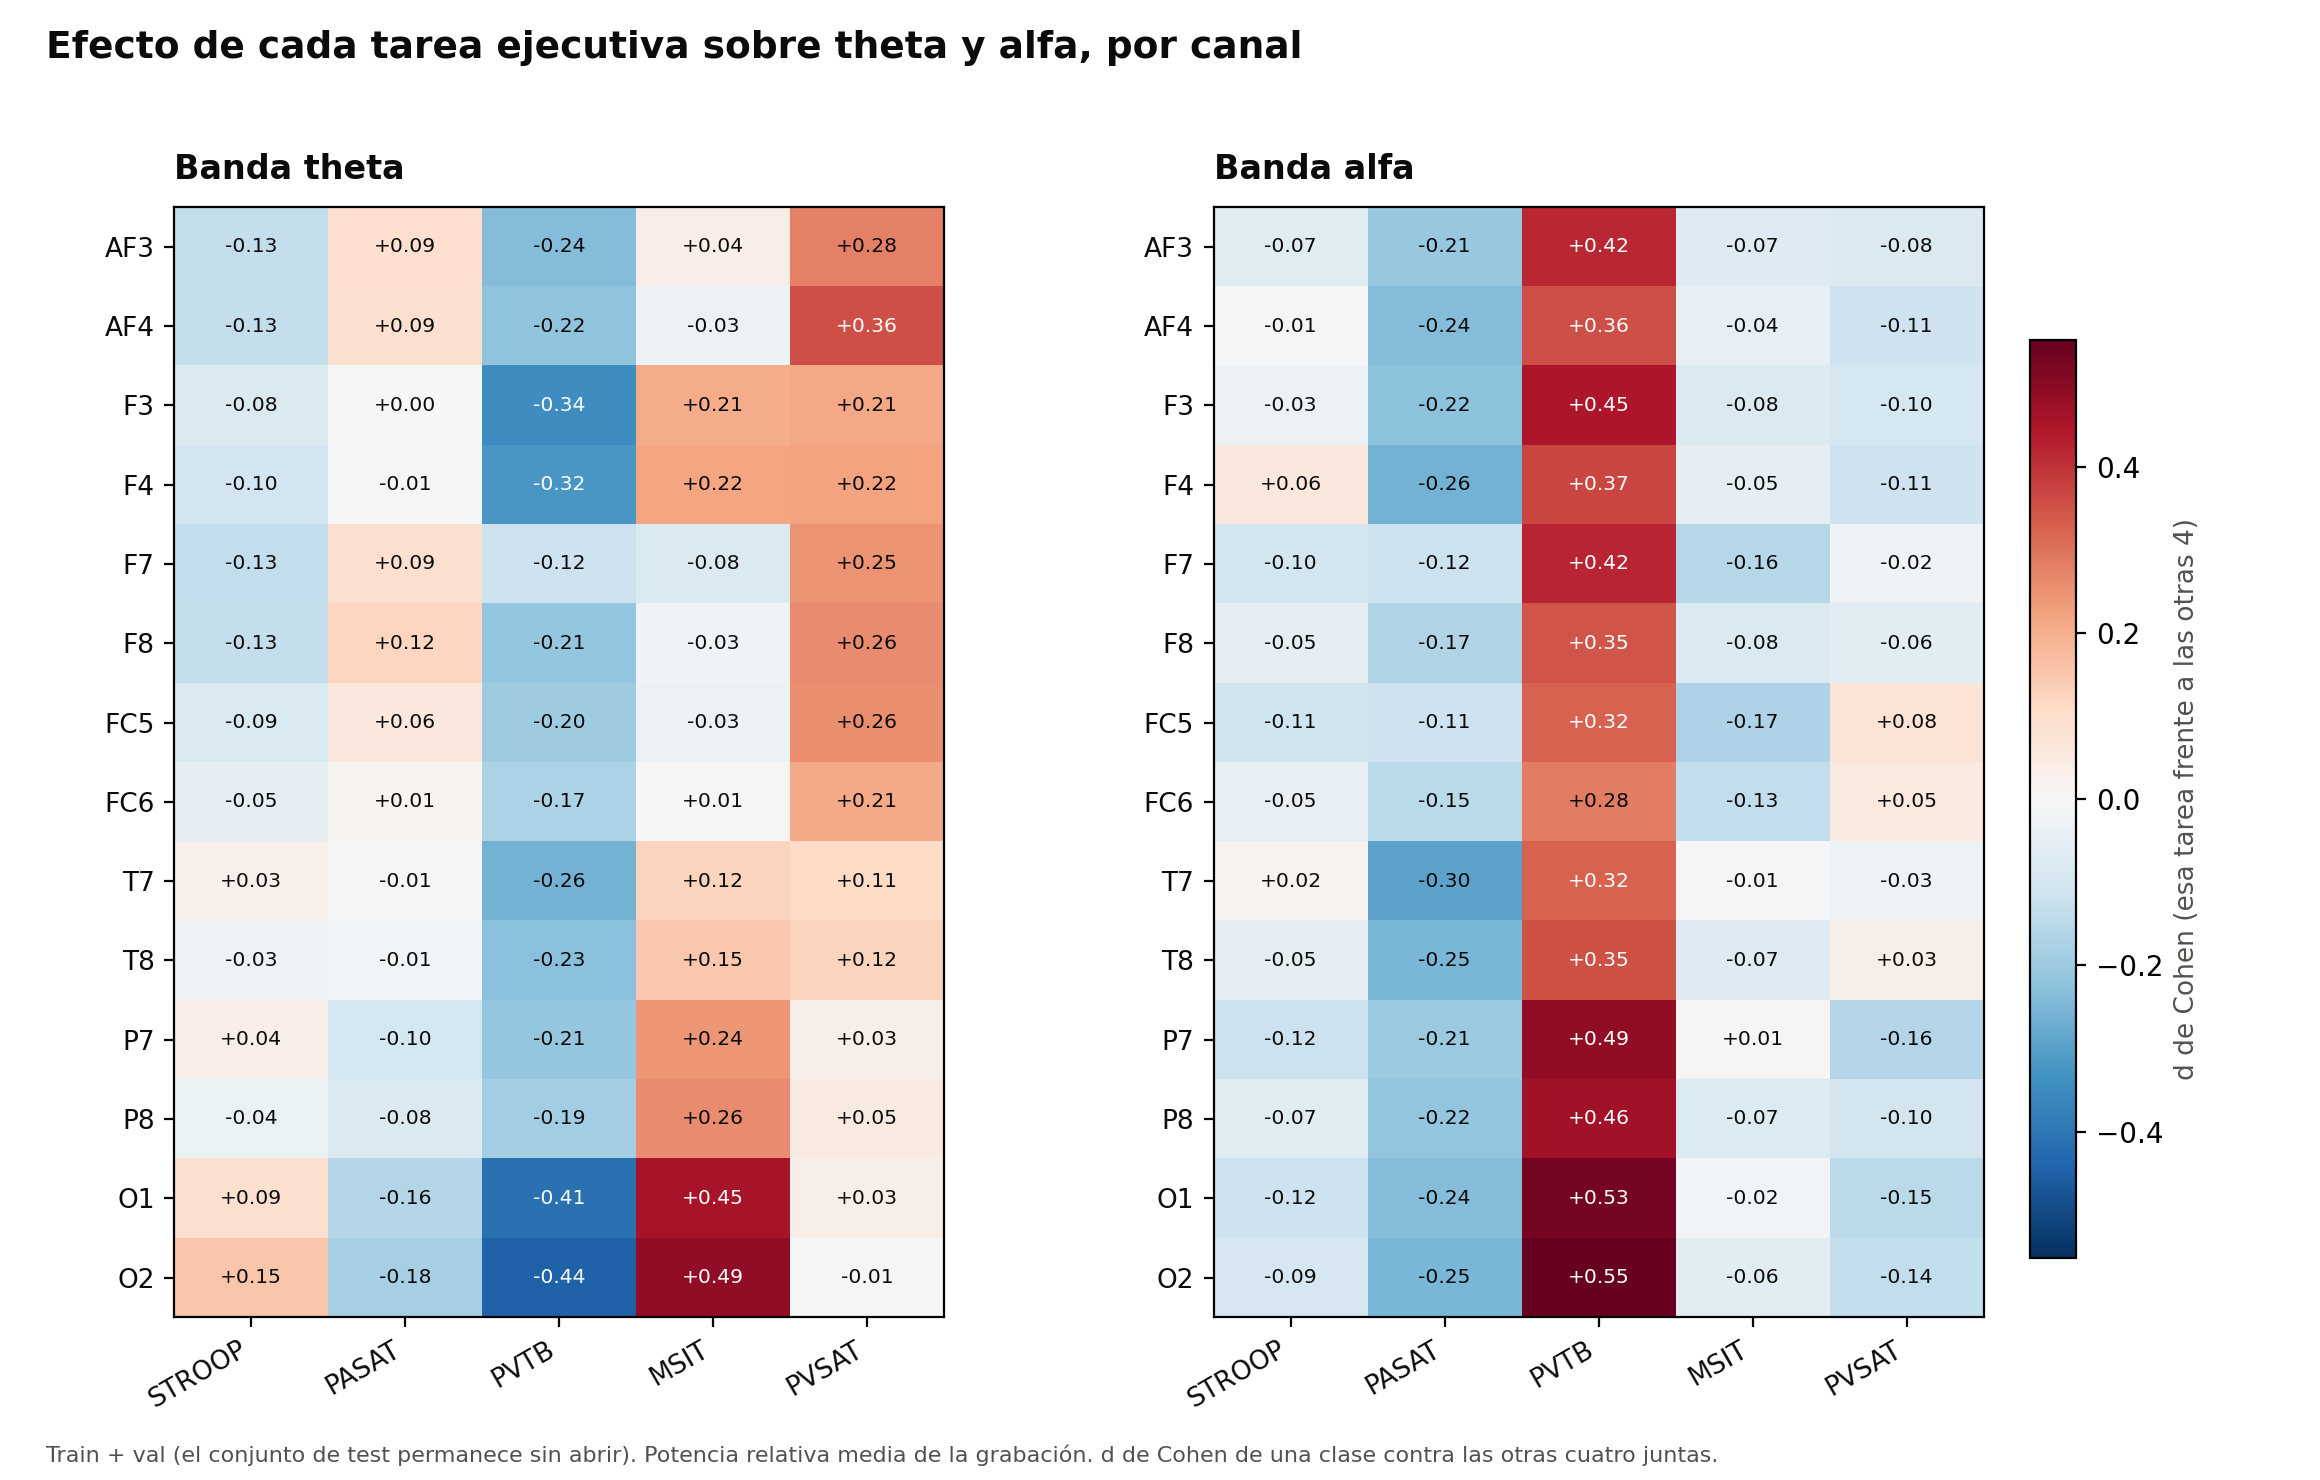 Efecto de cada tarea ejecutiva sobre theta y alfa, por canal
Banda theta
AF3 -0.13 +0.09 -0.24 +0.04 +0.28
AF4 -0.13 +0.09 -0.22 -0.03 +0.36
F3 -0.08 +0.00 -0.34 +0.21 +0.21
F4 -0.10 -0.01 -0.32 +0.22 +0.22
F7 -0.13 +0.09 -0.12 -0.08 +0.25
F8 -0.13 +0.12 -0.21 -0.03 +0.26
FC5 -0.09 +0.06 -0.20 -0.03 +0.26
FC6 -0.05 +0.01 -0.17 +0.01 +0.21
T7 +0.03 -0.01 -0.26 +0.12 +0.11
T8 -0.03 -0.01 -0.23 +0.15 +0.12
P7 +0.04 -0.10 -0.21 +0.24 +0.03
P8 -0.04 -0.08 -0.19 +0.26 +0.05
O1 +0.09 -0.16 -0.41 +0.45 +0.03
O2 +0.15 -0.18 -0.44 +0.49 -0.01
STROOP PASAT PVTB MSIT PVSAT
Banda alfa
AF3 -0.07 -0.21 +0.42 -0.07 -0.08
AF4 -0.01 -0.24 +0.36 -0.04 -0.11
F3 -0.03 -0.22 +0.45 -0.08 -0.10
F4 +0.06 -0.26 +0.37 -0.05 -0.11
F7 -0.10 -0.12 +0.42 -0.16 -0.02
F8 -0.05 -0.17 +0.35 -0.08 -0.06
FC5 -0.11 -0.11 +0.32 -0.17 +0.08
FC6 -0.05 -0.15 +0.28 -0.13 +0.05
T7 +0.02 -0.30 +0.32 -0.01 -0.03
T8 -0.05 -0.25 +0.35 -0.07 +0.03
P7 -0.12 -0.21 +0.49 +0.01 -0.16
P8 -0.07 -0.22 +0.46 -0.07 -0.10
O1 -0.12 -0.24 +0.53 -0.02 -0.15
O2 -0.09 -0.25 +0.55 -0.06 -0.14
STROOP PASAT PVTB MSIT PVSAT
0.4
0.2
0.0
−0.2
−0.4
d de Cohen (esa tarea frente a las otras 4)
Train + val (el conjunto de test permanece sin abrir). Potencia relativa media de la grabación. d de Cohen de una clase contra las otras cuatro juntas.